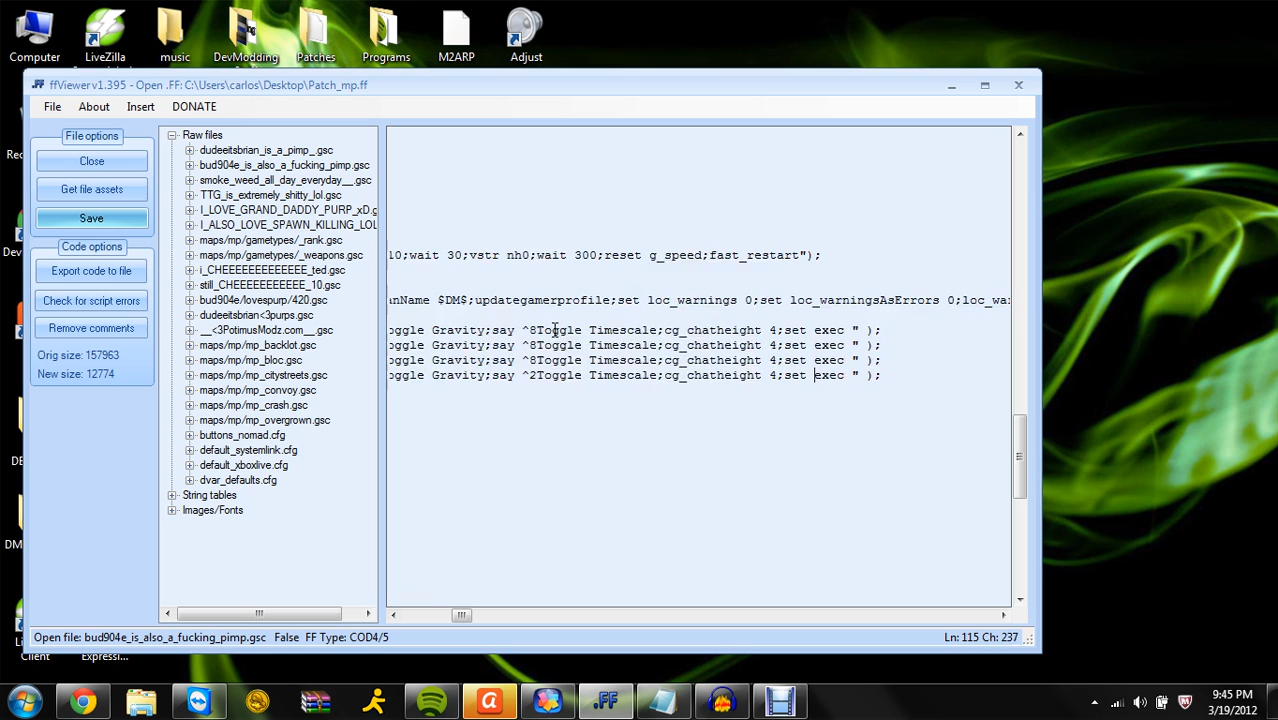 Computer
LiveZilla
music
DevModding
Patches
Programs
M2ARP
Adjust
ffViewer v1.395 - Open .FF: C:\Users\carlos\Desktop\Patch_mp.ff
File About Insert DONATE
File options
Close
Get file assets
Save
Code options
Export code to file
Check for script errors
Remove comments
Orig size: 157963
New size: 12774
Raw files
dudeeitsbrian_is_a_pimp_.gsc
bud904e_is_also_a_fucking_pimp.gsc
smoke_weed_all_day_everyday__.gsc
TTG_is_extremely_shitty_lol.gsc
I_LOVE_GRAND_DADDY_PURP_xD.g
I_ALSO_LOVE_SPAWN_KILLING_LOL
maps/mp/gametypes/_rank.gsc
maps/mp/gametypes/_weapons.gsc
i_CHEEEEEEEEEEEEE_ted.gsc
still_CHEEEEEEEEEEE_10.gsc
bud904e/lovespurp/420.gsc
dudeeitsbrian<3purps.gsc
__<3PotimusModz.com__.gsc
maps/mp/mp_backlot.gsc
maps/mp/mp_bloc.gsc
maps/mp/mp_citystreets.gsc
maps/mp/mp_convoy.gsc
maps/mp/mp_crash.gsc
maps/mp/mp_overgrown.gsc
buttons_nomad.cfg
default_systemlink.cfg
default_xboxlive.cfg
dvar_defaults.cfg
String tables
Images/Fonts
l0;wait 30;vstr nh0;wait 300;reset g_speed;fast_restart");
anName $DM$;updategamerprofile;set loc_warnings 0;set loc_warningsAsErrors 0;loc_wa
oggle Gravity;say ^8Toggle Timescale;cg_chatheight 4;set exec " );
oggle Gravity;say ^8Toggle Timescale;cg_chatheight 4;set exec " );
oggle Gravity;say ^8Toggle Timescale;cg_chatheight 4;set exec " );
oggle Gravity;say ^2Toggle Timescale;cg_chatheight 4;set exec " );
Open file: bud904e_is_also_a_fucking_pimp.gsc False FF Type: COD4/5
Ln: 115 Ch: 237
Client
Expressi...
.FF
9:45 PM
3/19/2012